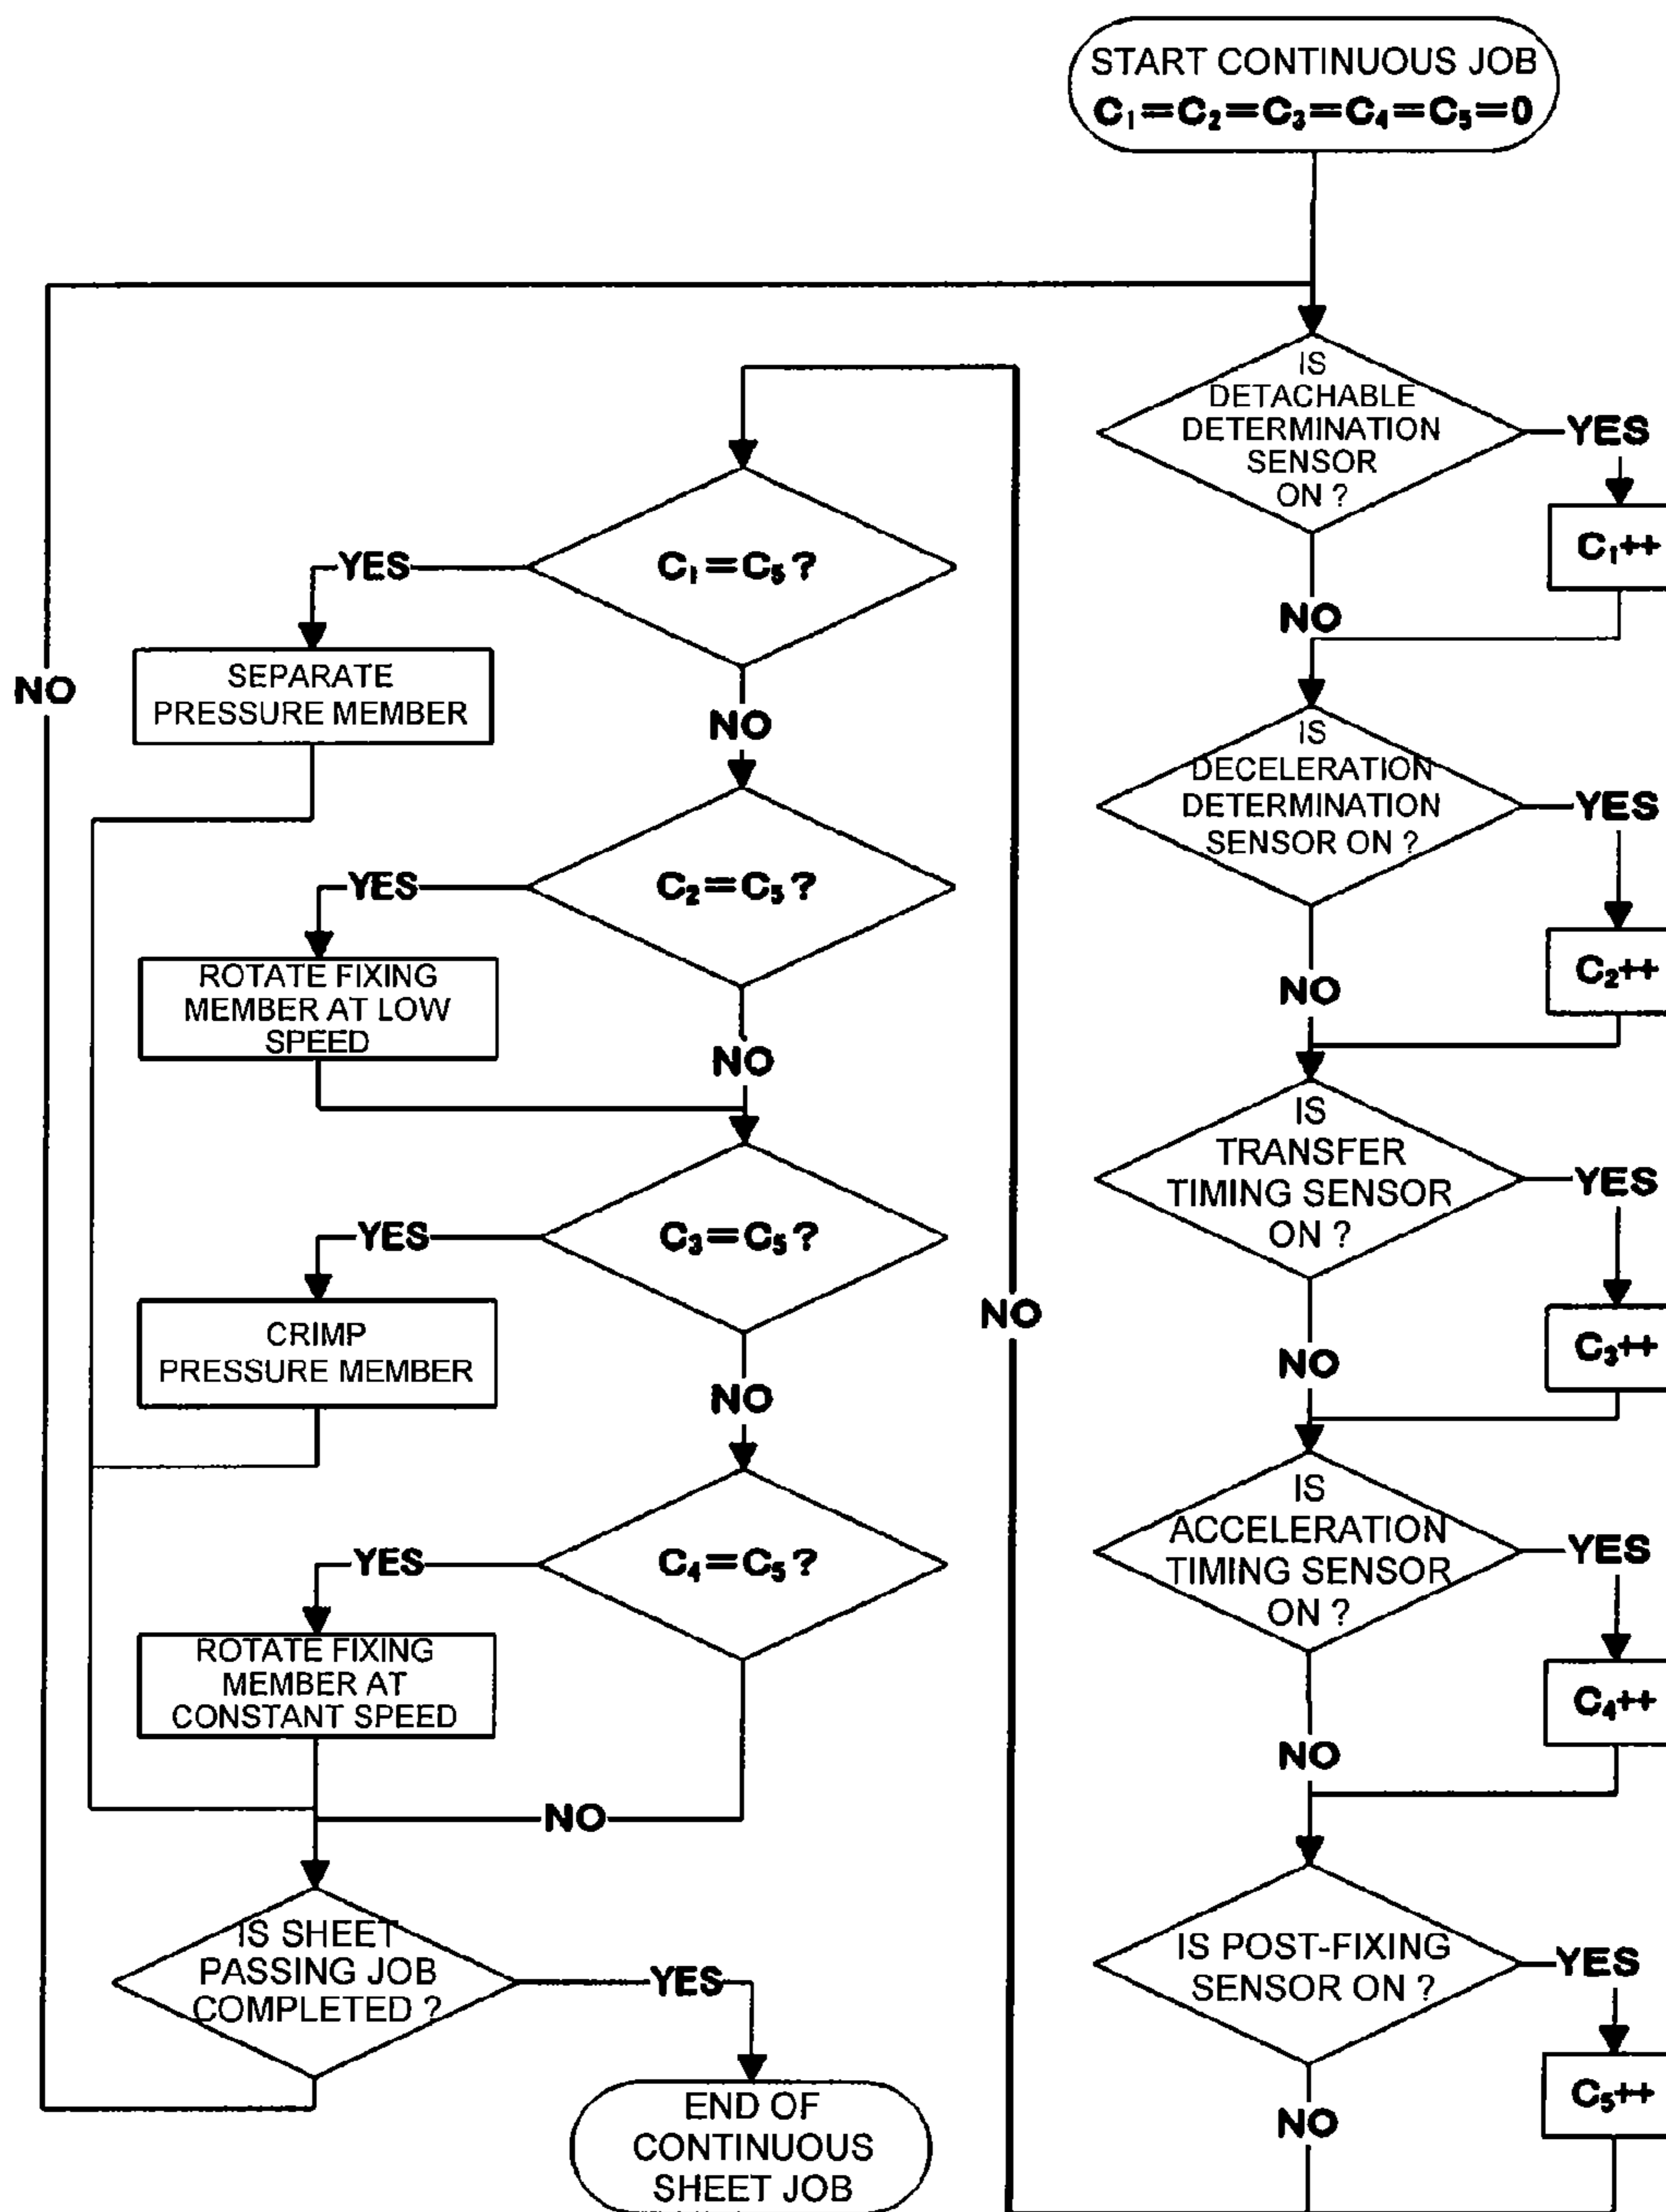 START CONTINUOUS JOB
C₁=C₂=C₃=C₄=C₅=0
IS
DETACHABLE
DETERMINATION
SENSOR
ON ?
YES
C₁++
NO
IS
DECELERATION
DETERMINATION
SENSOR ON ?
YES
C₂++
NO
IS
TRANSFER
TIMING SENSOR
ON ?
YES
C₃++
NO
IS
ACCELERATION
TIMING SENSOR
ON ?
YES
C₄++
NO
IS POST-FIXING
SENSOR ON ?
YES
C₅++
NO
NO
C₁=C₅ ?
YES
SEPARATE
PRESSURE MEMBER
NO
C₂=C₅ ?
YES
ROTATE FIXING
MEMBER AT LOW
SPEED
NO
C₃=C₅ ?
YES
CRIMP
PRESSURE MEMBER
NO
C₄=C₅ ?
YES
ROTATE FIXING
MEMBER AT
CONSTANT SPEED
NO
IS SHEET
PASSING JOB
COMPLETED ?
YES
NO
END OF
CONTINUOUS
SHEET JOB